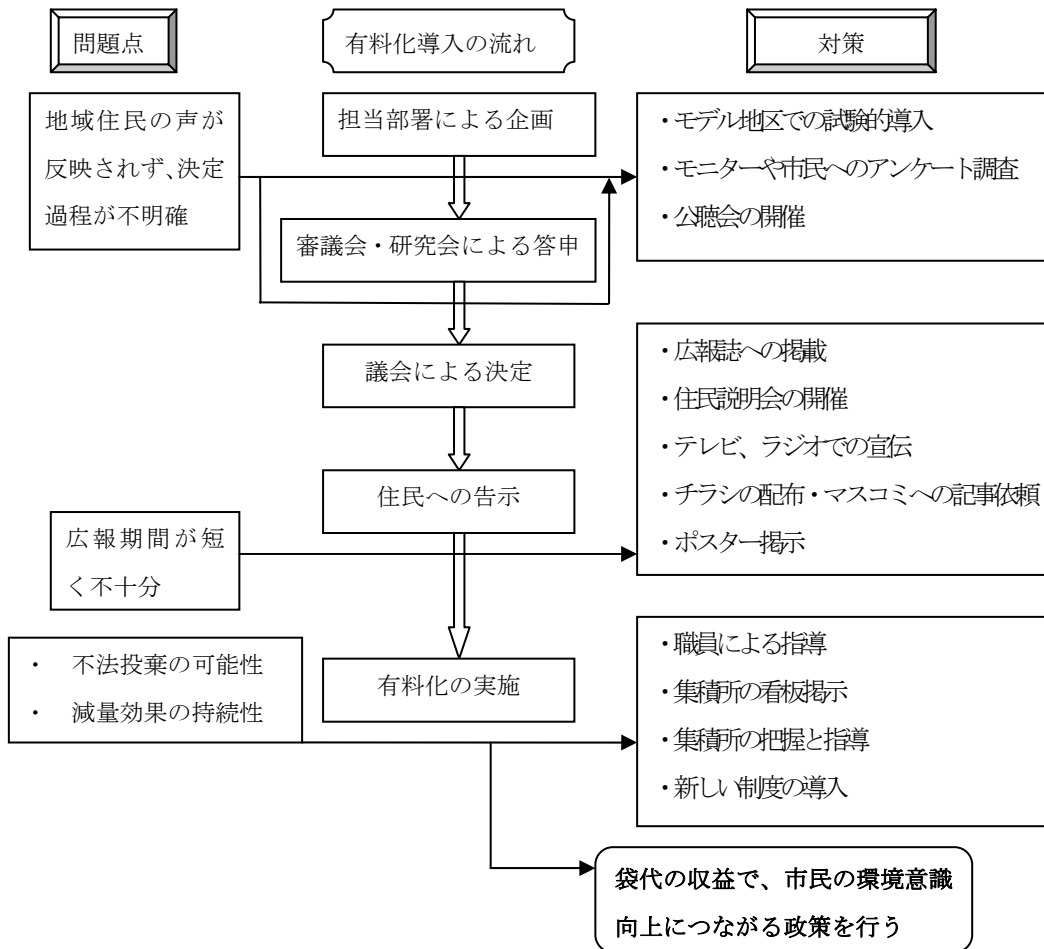 問題点
有料化導入の流れ
対策
地域住民の声が
反映されず、決定
過程が不明確
担当部署による企画
審議会・研究会による答申
・モデル地区での試験的導入
・モニターや市民へのアンケート調査
・公聴会の開催
議会による決定
住民への告示
・広報誌への掲載
・住民説明会の開催
・テレビ、ラジオでの宣伝
・チラシの配布・マスコミへの記事依頼
・ポスター掲示
広報期間が短
く不十分
・ 不法投棄の可能性
・ 減量効果の持続性
有料化の実施
・職員による指導
・集積所の看板掲示
・集積所の把握と指導
・新しい制度の導入
袋代の収益で、市民の環境意識
向上につながる政策を行う